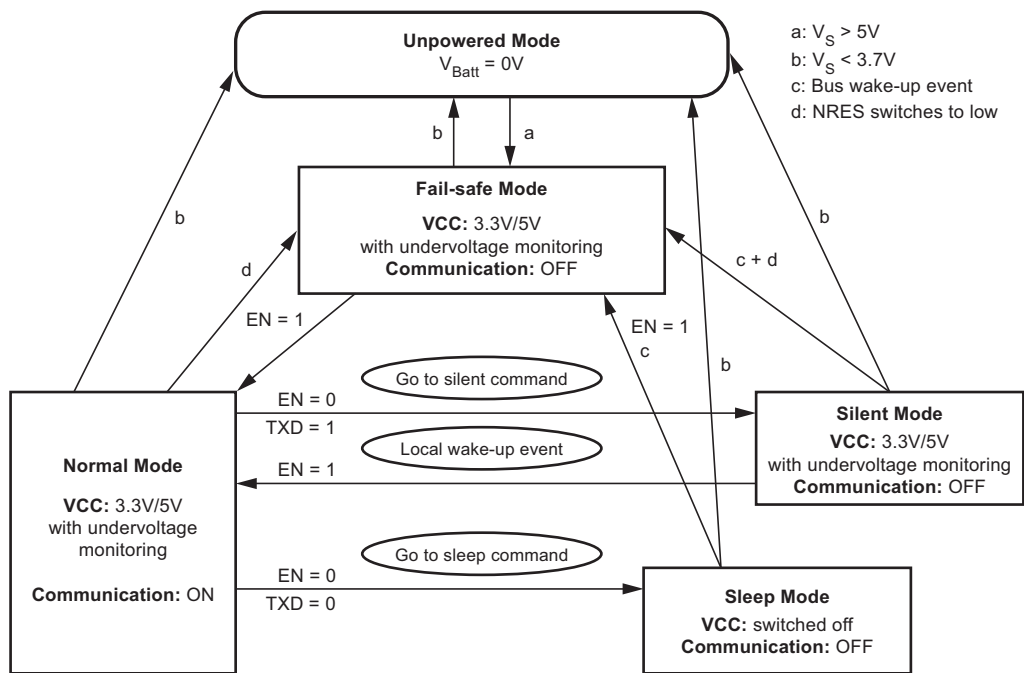 Unpowered Mode
V_Batt = 0V
a: V_S > 5V
b: V_S < 3.7V
c: Bus wake-up event
d: NRES switches to low
b
a
Fail-safe Mode
VCC: 3.3V/5V
with undervoltage monitoring
Communication: OFF
b
d
b
c + d
EN = 1
EN = 1
c
b
Go to silent command
EN = 0
TXD = 1
Local wake-up event
EN = 1
Normal Mode
VCC: 3.3V/5V
with undervoltage
monitoring
Communication: ON
Silent Mode
VCC: 3.3V/5V
with undervoltage monitoring
Communication: OFF
Go to sleep command
EN = 0
TXD = 0
Sleep Mode
VCC: switched off
Communication: OFF